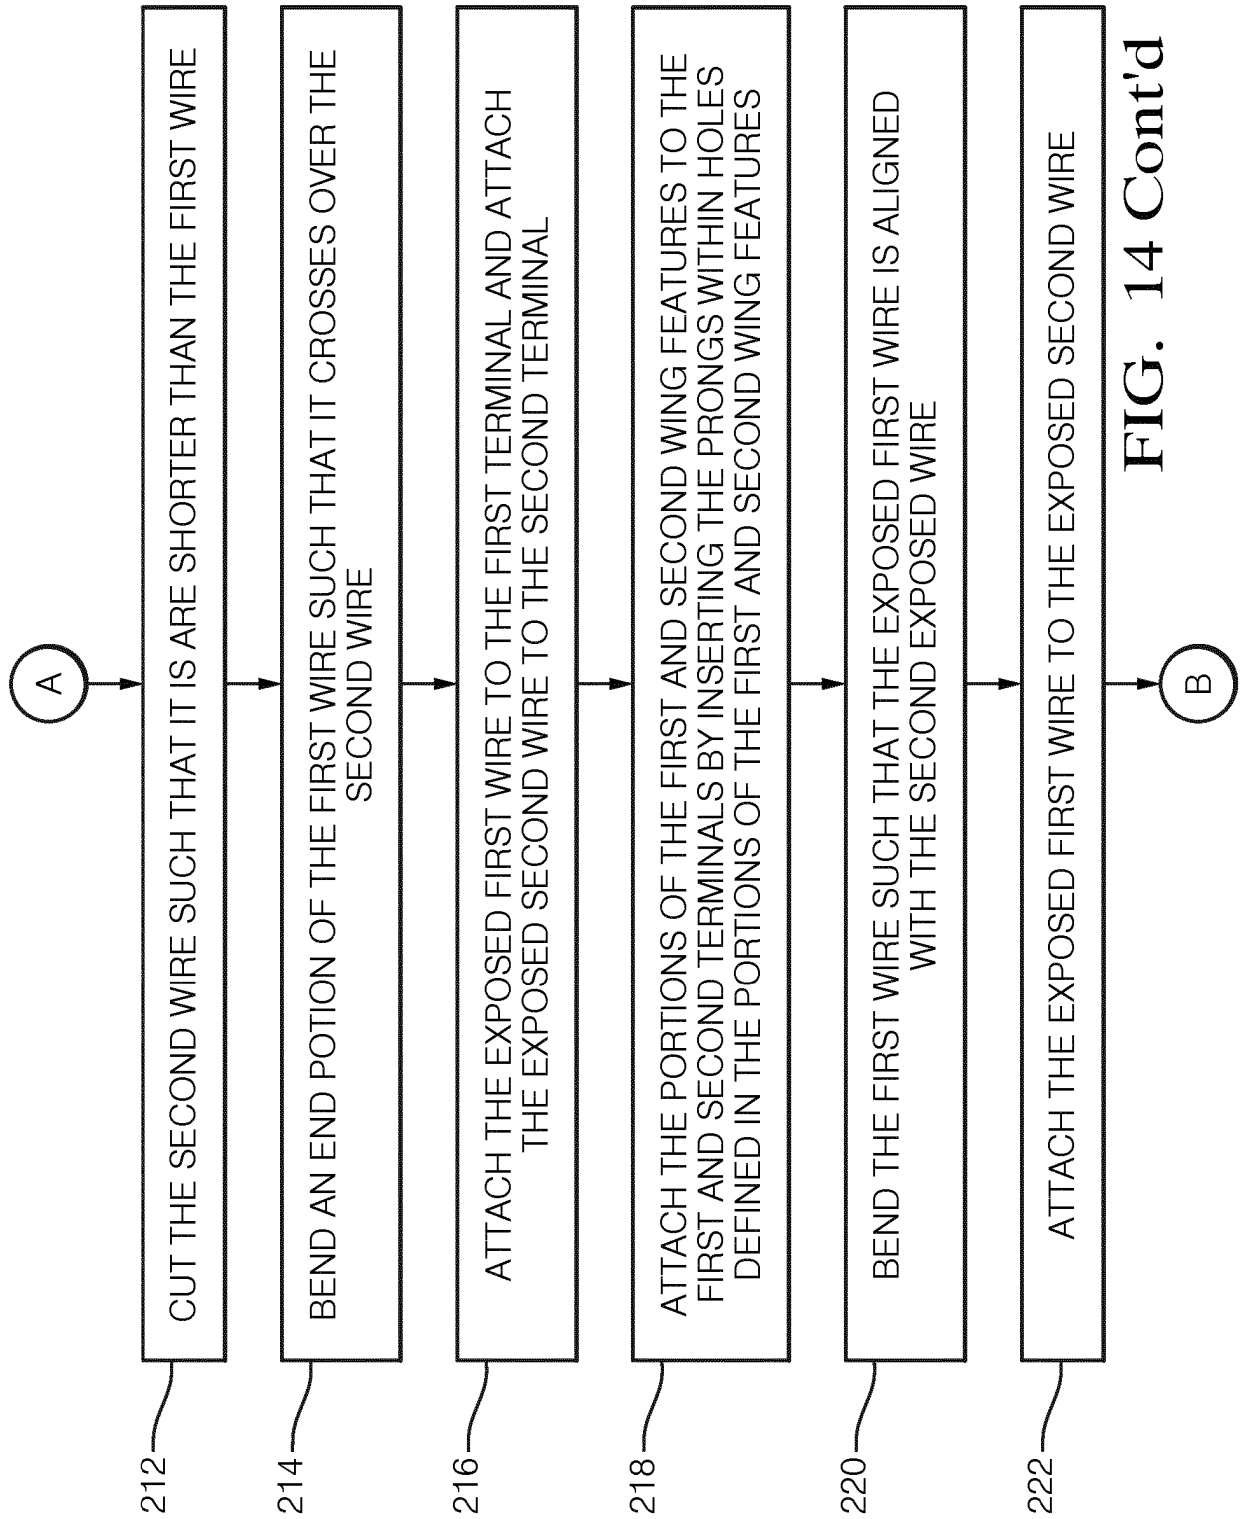 A
212
CUT THE SECOND WIRE SUCH THAT IT IS ARE SHORTER THAN THE FIRST WIRE
214
BEND AN END POTION OF THE FIRST WIRE SUCH THAT IT CROSSES OVER THE
SECOND WIRE
216
ATTACH THE EXPOSED FIRST WIRE TO THE FIRST TERMINAL AND ATTACH
THE EXPOSED SECOND WIRE TO THE SECOND TERMINAL
218
ATTACH THE PORTIONS OF THE FIRST AND SECOND WING FEATURES TO THE
FIRST AND SECOND TERMINALS BY INSERTING THE PRONGS WITHIN HOLES
DEFINED IN THE PORTIONS OF THE FIRST AND SECOND WING FEATURES
220
BEND THE FIRST WIRE SUCH THAT THE EXPOSED FIRST WIRE IS ALIGNED
WITH THE SECOND EXPOSED WIRE
222
ATTACH THE EXPOSED FIRST WIRE TO THE EXPOSED SECOND WIRE
B
FIG. 14 Cont'd